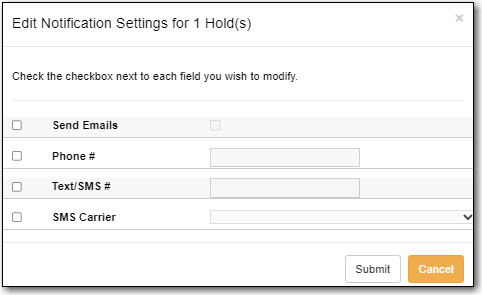 Edit Notification Settings for 1 Hold(s)
×
Check the checkbox next to each field you wish to modify.
Send Emails
Phone #
Text/SMS #
SMS Carrier
Submit
Cancel